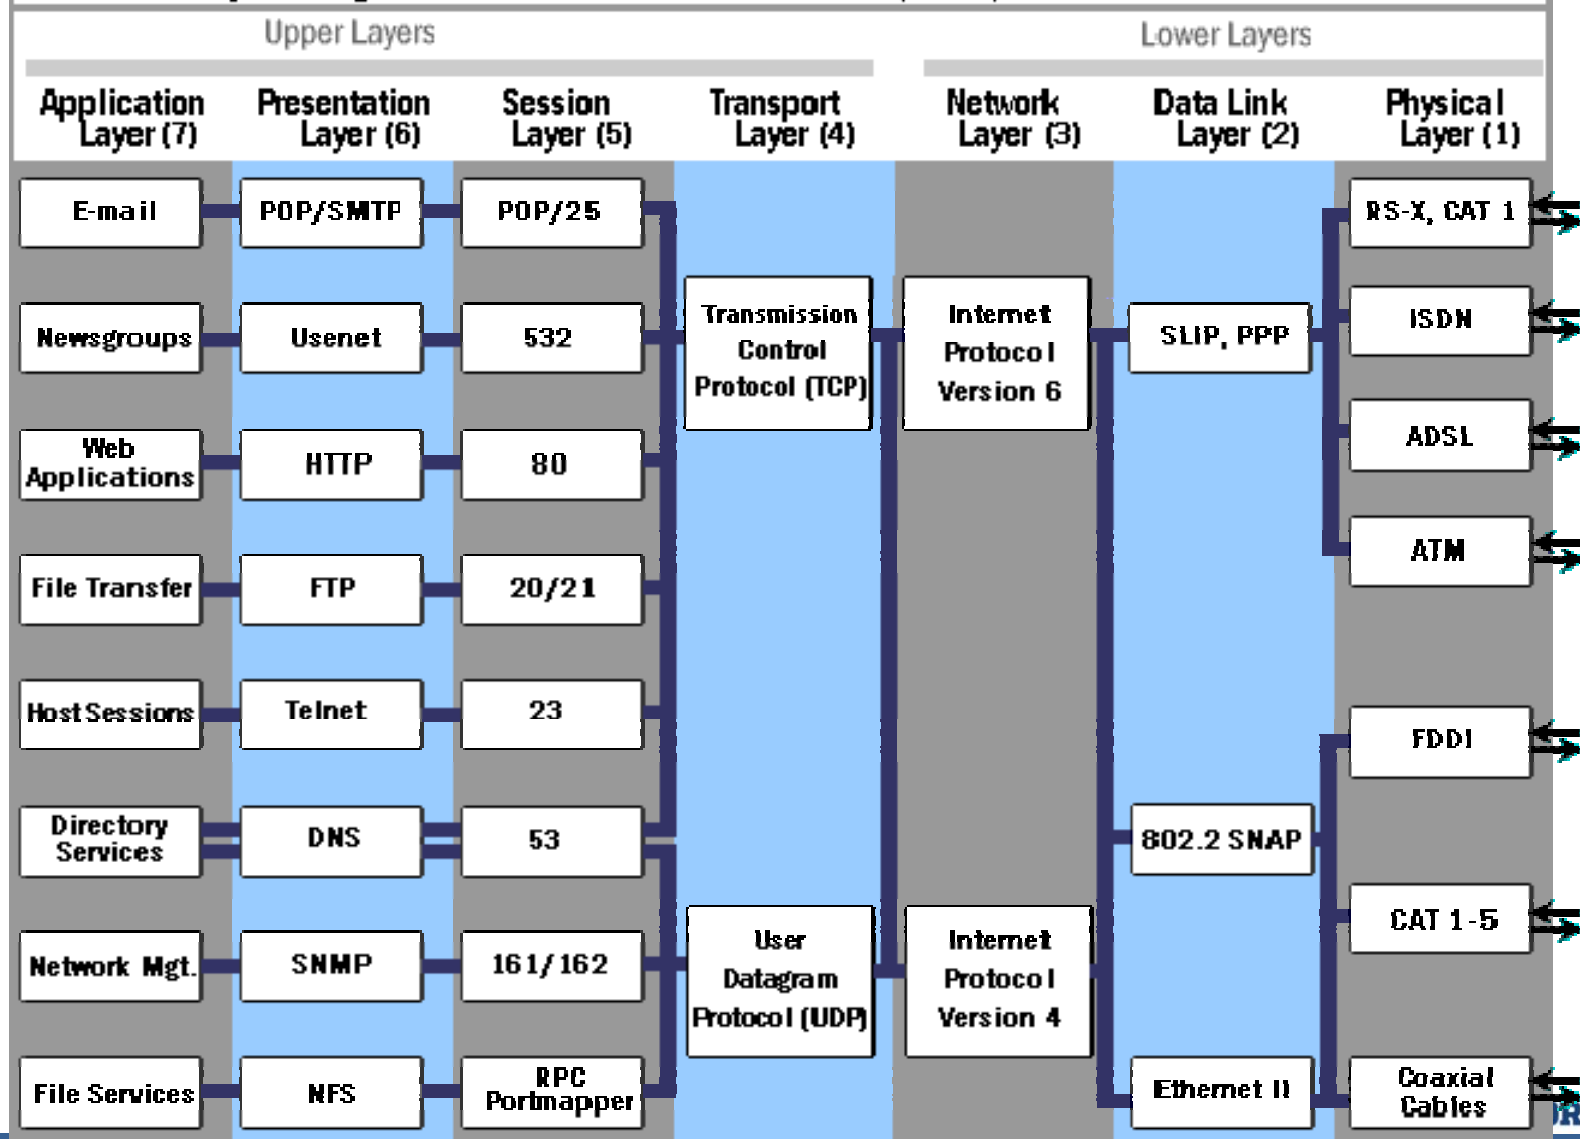 Upper Layers
Lower Layers
Application Layer (7)
Presentation Layer (6)
Session Layer (5)
Transport Layer (4)
Network Layer (3)
Data Link Layer (2)
Physical Layer (1)
E-mail
POP/SMTP
POP/25
RS-X, CAT 1
Newsgroups
Usenet
532
Transmission
Control
Protocol (TCP)
Internet
Protocol
Version 6
SLIP, PPP
ISDN
Web
Applications
HTTP
80
ADSL
File Transfer
FTP
20/21
ATM
Host Sessions
Telnet
23
FDDI
Directory
Services
DNS
53
802.2 SNAP
Network Mgt.
SNMP
161/162
User
Datagram
Protocol (UDP)
Internet
Protocol
Version 4
CAT 1-5
File Services
NFS
RPC
Portmapper
Ethernet II
Coaxial
Cables